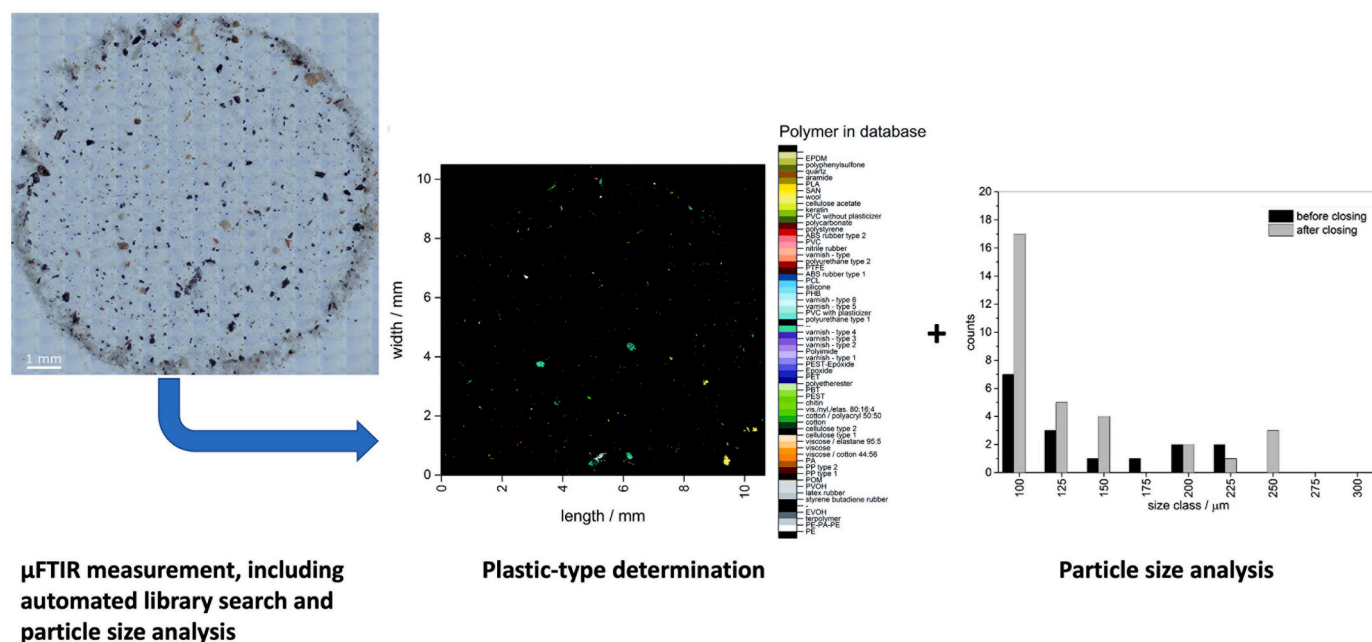 1 mm
µFTIR measurement, including
automated library search and
particle size analysis
width / mm
10
8
6
4
2
0
0
2
4
6
8
10
length / mm
Plastic-type determination
Polymer in database
EPDM
polyphenylsulfone
quartz
aramide
PLA
SAN
wool
cellulose acetate
keratin
PVC without plasticizer
polycarbonate
polystyrene
ABS rubber type 2
PVC
nitrile rubber
varnish - type
polyurethane type 2
PTFE
ABS rubber type 1
PCL
silicone
PHB
varnish - type 6
varnish - type 5
PVC with plasticizer
polyurethane type 1
--
varnish - type 4
varnish - type 3
varnish - type 2
Polyimide
varnish - type 1
PEST-Epoxide
Epoxide
PET
polyetherester
PBT
PEST
chitin
vis./nyl./elas. 80:16:4
cotton / polyacryl 50:50
cotton
cellulose type 2
cellulose type 1
viscose / elastane 95:5
viscose
viscose / cotton 44:56
PA
PP type 2
PP type 1
POM
PVOH
latex rubber
styrene butadiene rubber
-
EVOH
terpolymer
PE-PA-PE
PE
+
counts
20
18
16
14
12
10
8
6
4
2
0
before closing
after closing
100
125
150
175
200
225
250
275
300
size class / µm
Particle size analysis